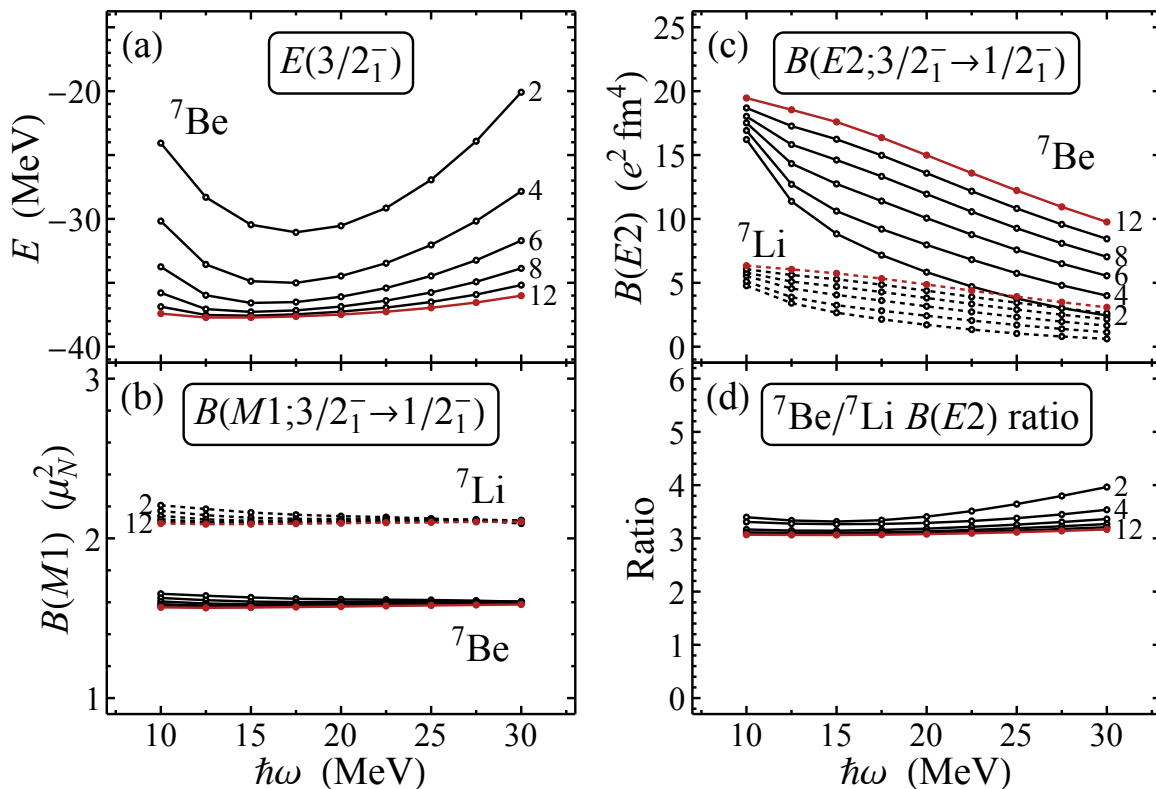 (a)
E(3/2₁⁻)
⁷Be
E (MeV)
−20
−30
−40
2
4
6
8
12
(c)
B(E2;3/2₁⁻→1/2₁⁻)
⁷Be
⁷Li
B(E2) (e² fm⁴)
25
20
15
10
5
0
12
8
6
4
2
(b)
B(M1;3/2₁⁻→1/2₁⁻)
⁷Li
2
12
⁷Be
B(M1) (μ_N²)
3
2
1
10 15 20 25 30
ħω (MeV)
(d)
⁷Be/⁷Li B(E2) ratio
Ratio
6
5
4
3
2
1
0
2
4
12
10 15 20 25 30
ħω (MeV)